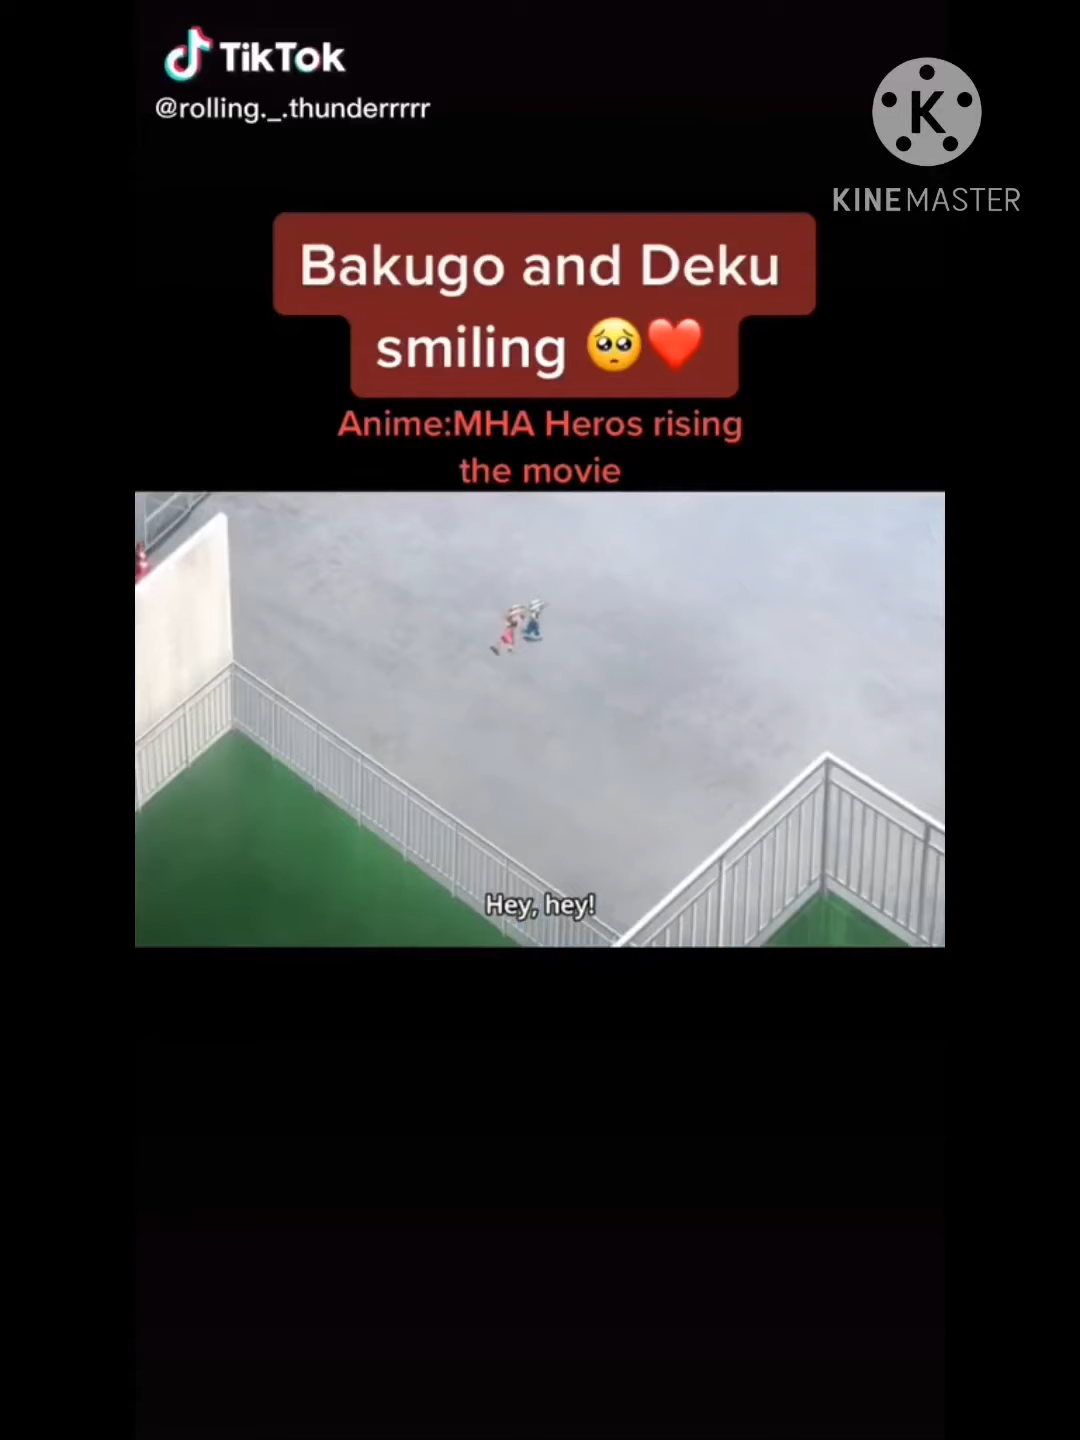 TikTok
@rolling._.thunderrrrr
K
KINEMASTER
Bakugo and Deku
smiling 🥺❤️
Anime:MHA Heros rising
the movie
Hey, hey!